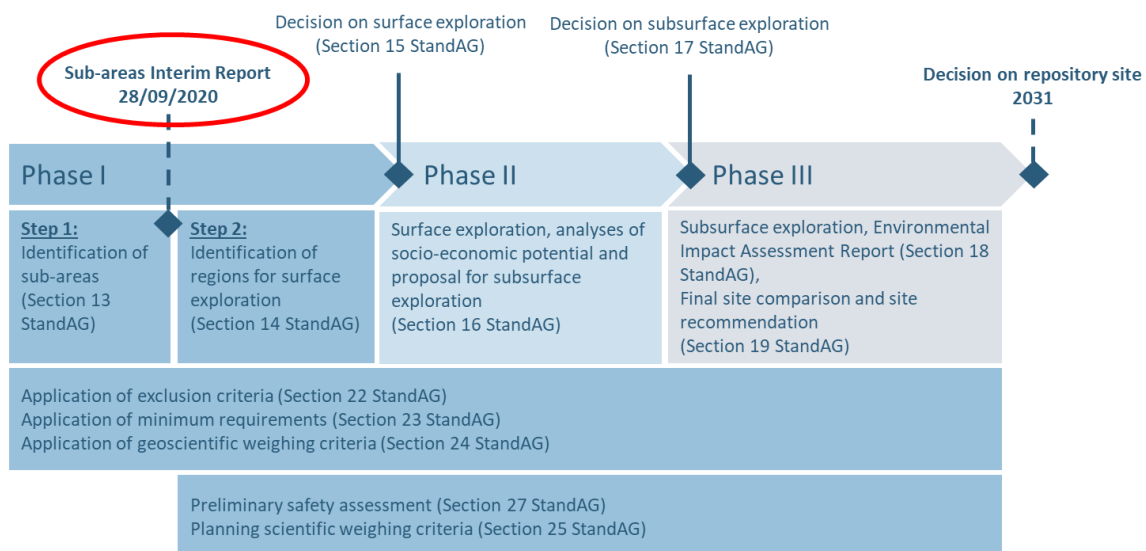 Decision on surface exploration
(Section 15 StandAG)
Decision on subsurface exploration
(Section 17 StandAG)
Sub-areas Interim Report
28/09/2020
Decision on repository site
2031
Phase I
Phase II
Phase III
Step 1:
Identification of
sub-areas
(Section 13
StandAG)
Step 2:
Identification of
regions for surface
exploration
(Section 14 StandAG)
Surface exploration, analyses of
socio-economic potential and
proposal for subsurface
exploration
(Section 16 StandAG)
Subsurface exploration, Environmental
Impact Assessment Report (Section 18
StandAG),
Final site comparison and site
recommendation
(Section 19 StandAG)
Application of exclusion criteria (Section 22 StandAG)
Application of minimum requirements (Section 23 StandAG)
Application of geoscientific weighing criteria (Section 24 StandAG)
Preliminary safety assessment (Section 27 StandAG)
Planning scientific weighing criteria (Section 25 StandAG)